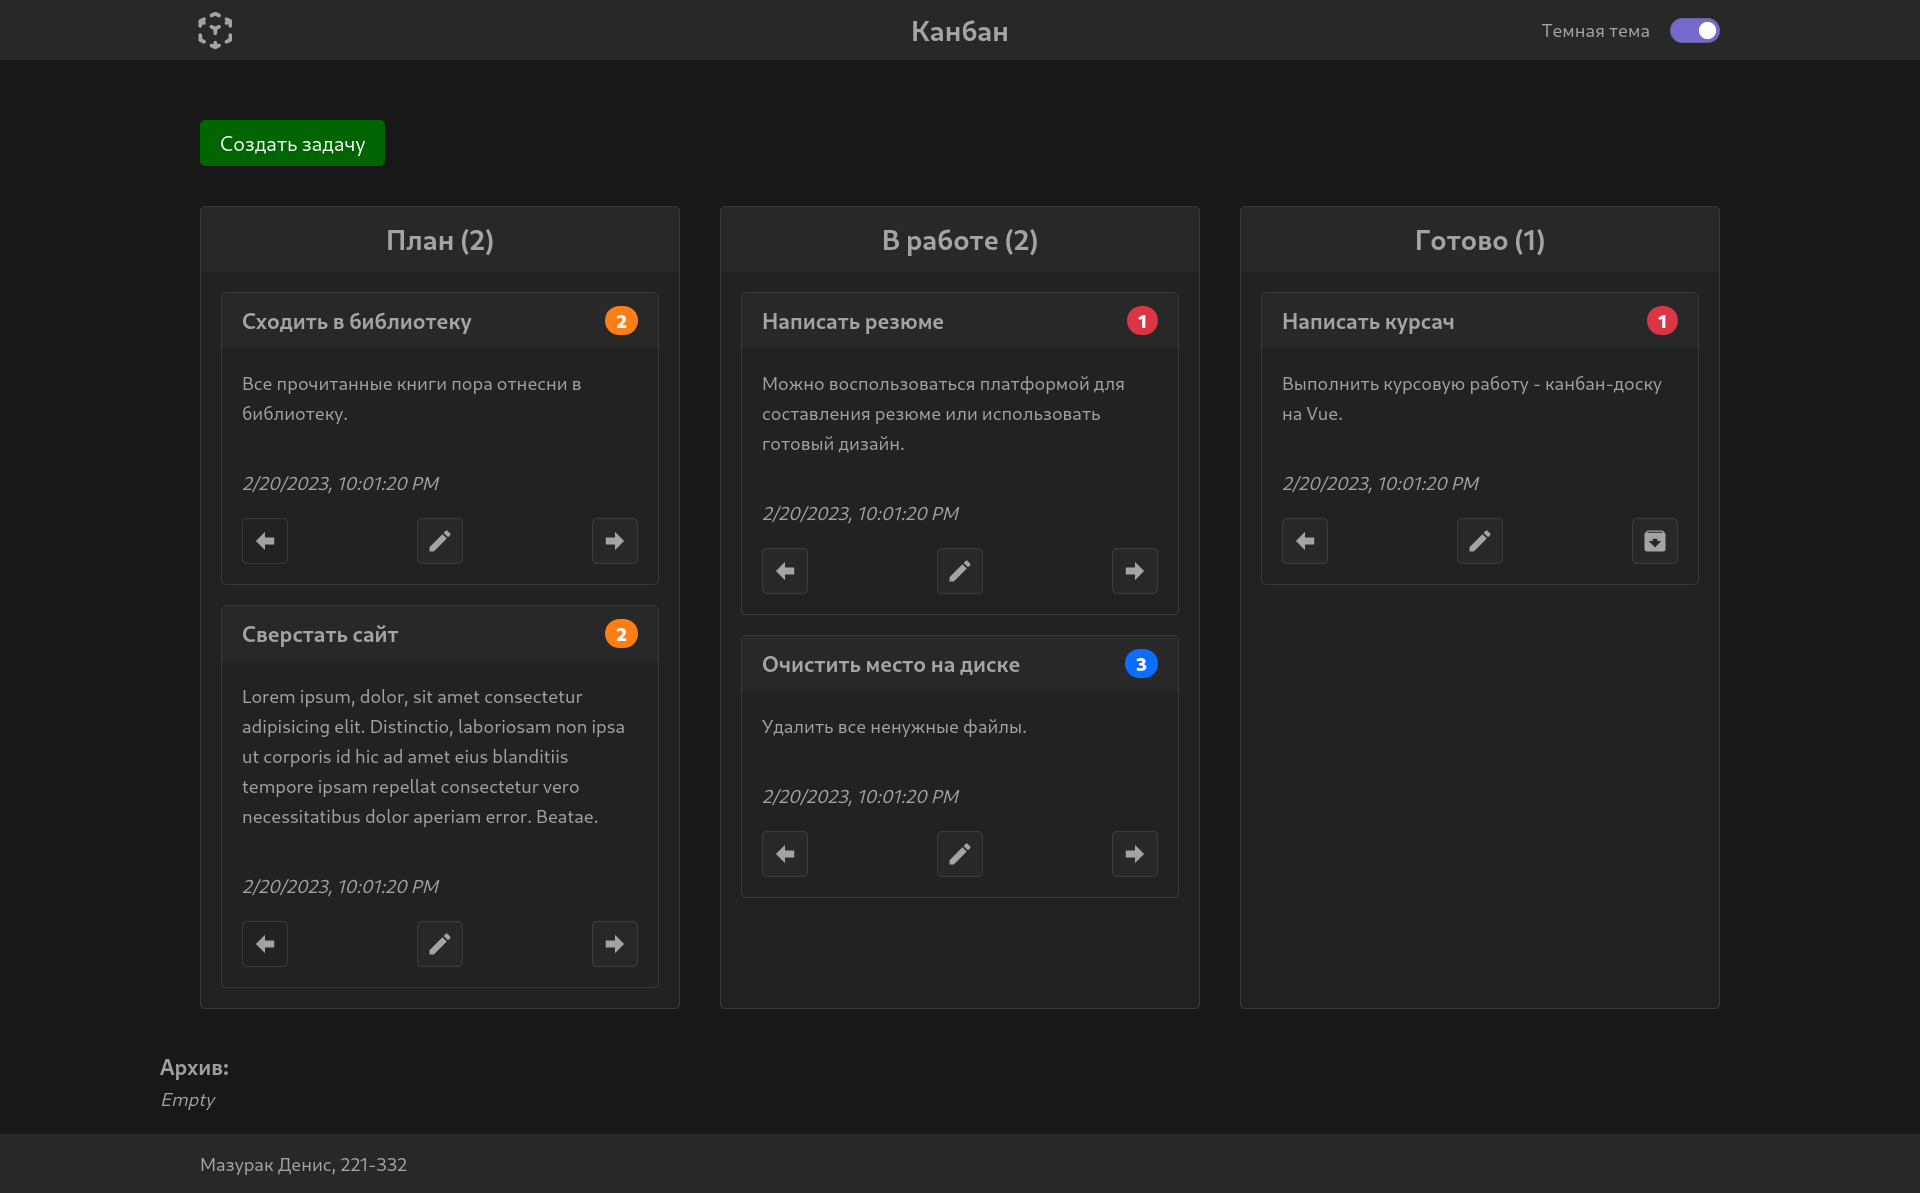 Канбан
Темная тема
Создать задачу
План (2)
Сходить в библиотеку
2
Все прочитанные книги пора отнесни в
библиотеку.
2/20/2023, 10:01:20 PM
Сверстать сайт
2
Lorem ipsum, dolor, sit amet consectetur
adipisicing elit. Distinctio, laboriosam non ipsa
ut corporis id hic ad amet eius blanditiis
tempore ipsam repellat consectetur vero
necessitatibus dolor aperiam error. Beatae.
2/20/2023, 10:01:20 PM
В работе (2)
Написать резюме
1
Можно воспользоваться платформой для
составления резюме или использовать
готовый дизайн.
2/20/2023, 10:01:20 PM
Очистить место на диске
3
Удалить все ненужные файлы.
2/20/2023, 10:01:20 PM
Готово (1)
Написать курсач
1
Выполнить курсовую работу - канбан-доску
на Vue.
2/20/2023, 10:01:20 PM
Архив:
Empty
Мазурак Денис, 221-332